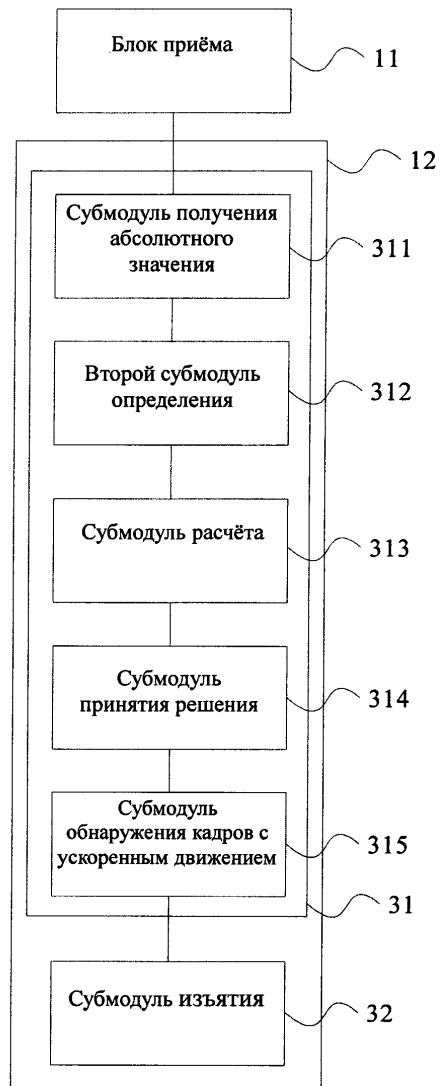 Блок приёма
11
12
Субмодуль получения
абсолютного
значения
311
Второй субмодуль
определения
312
Субмодуль расчёта
313
Субмодуль
принятия решения
314
Субмодуль
обнаружения кадров с
ускоренным движением
315
31
Субмодуль изъятия
32